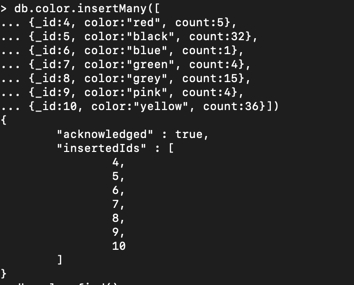 > db.color.insertMany([
... {_id:4, color:"red", count:5},
... {_id:5, color:"black", count:32},
... {_id:6, color:"blue", count:1},
... {_id:7, color:"green", count:4},
... {_id:8, color:"grey", count:15},
... {_id:9, color:"pink", count:4},
... {_id:10, color:"yellow", count:36}])
{
"acknowledged" : true,
"insertedIds" : [
4,
5,
6,
7,
8,
9,
10
]
}